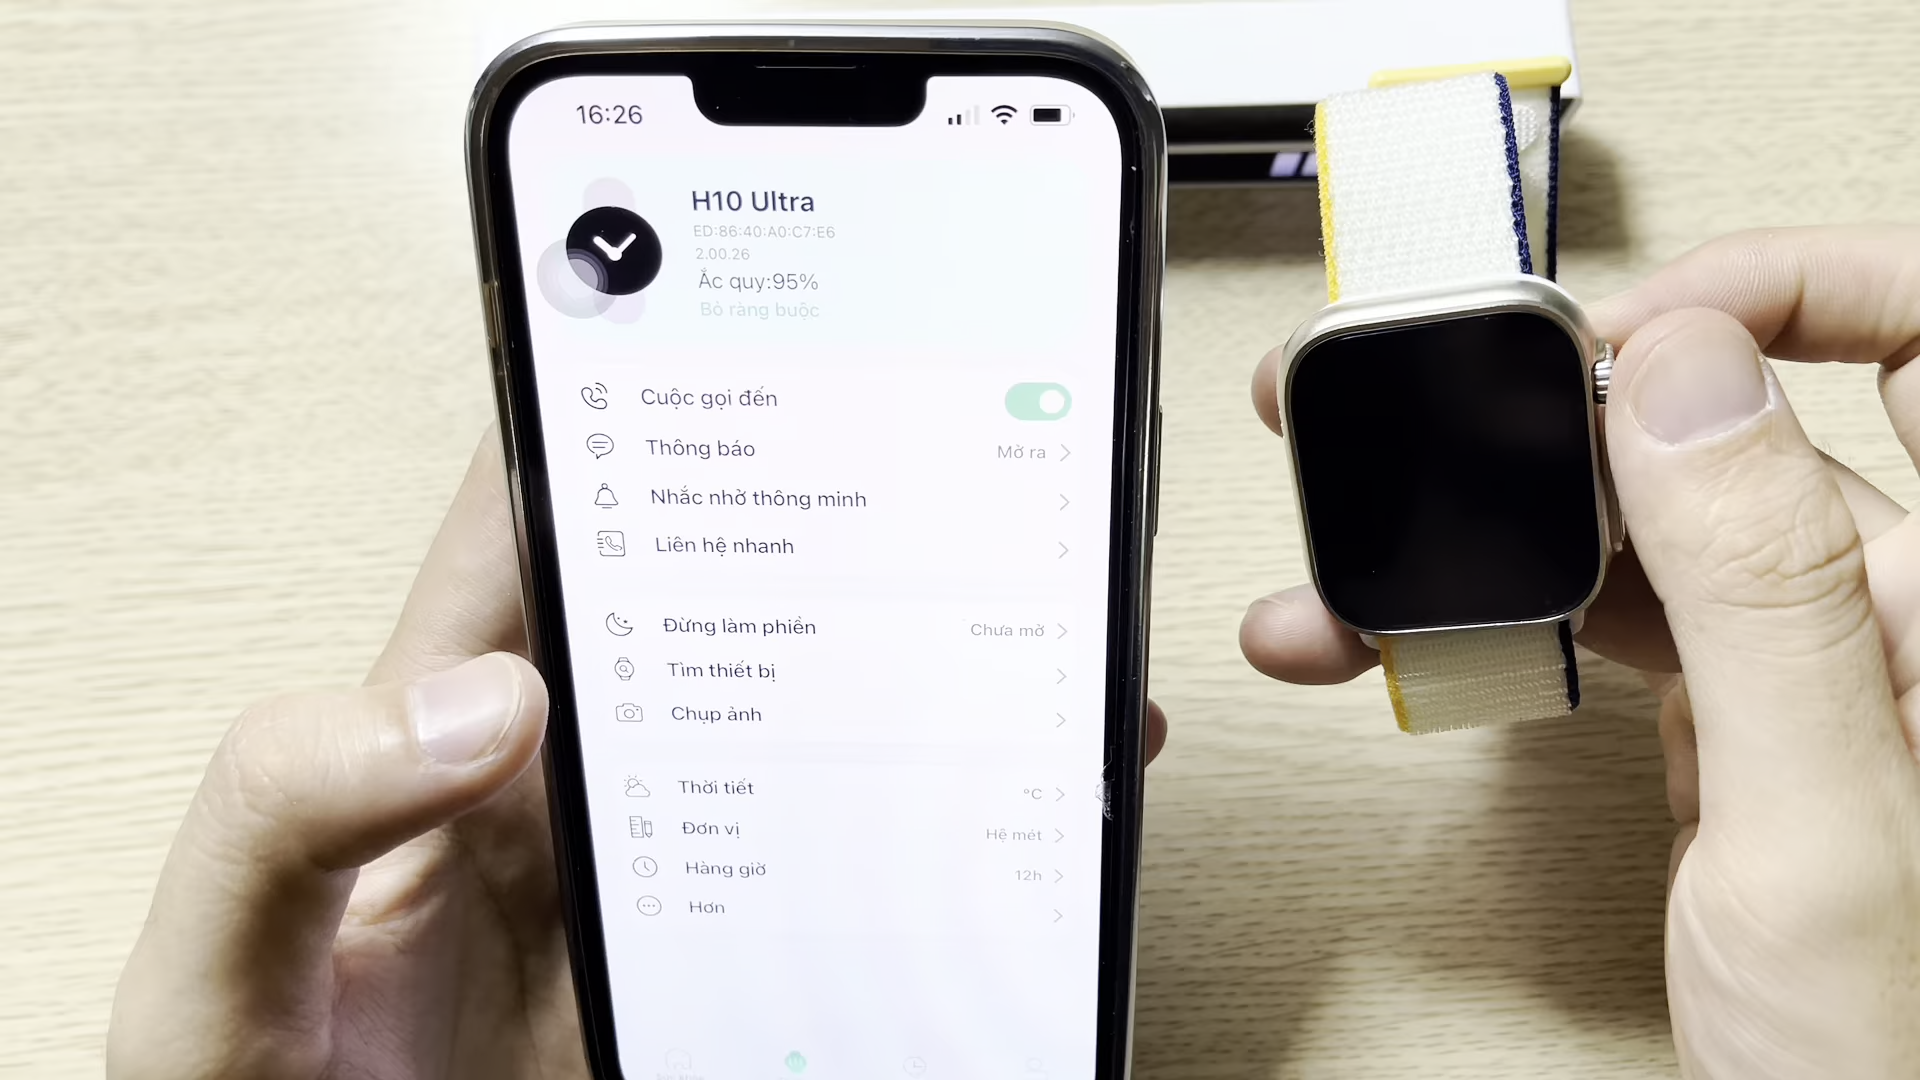 16:26
H10 Ultra
ED:86:40:A0:C7:E6
2.00.26
Ắc quy:95%
Bỏ ràng buộc
Cuộc gọi đến
Thông báo Mở ra
Nhắc nhở thông minh
Liên hệ nhanh
Đừng làm phiền Chưa mở
Tìm thiết bị
Chụp ảnh
Thời tiết °C
Đơn vị Hệ mét
Hàng giờ 12h
Hơn